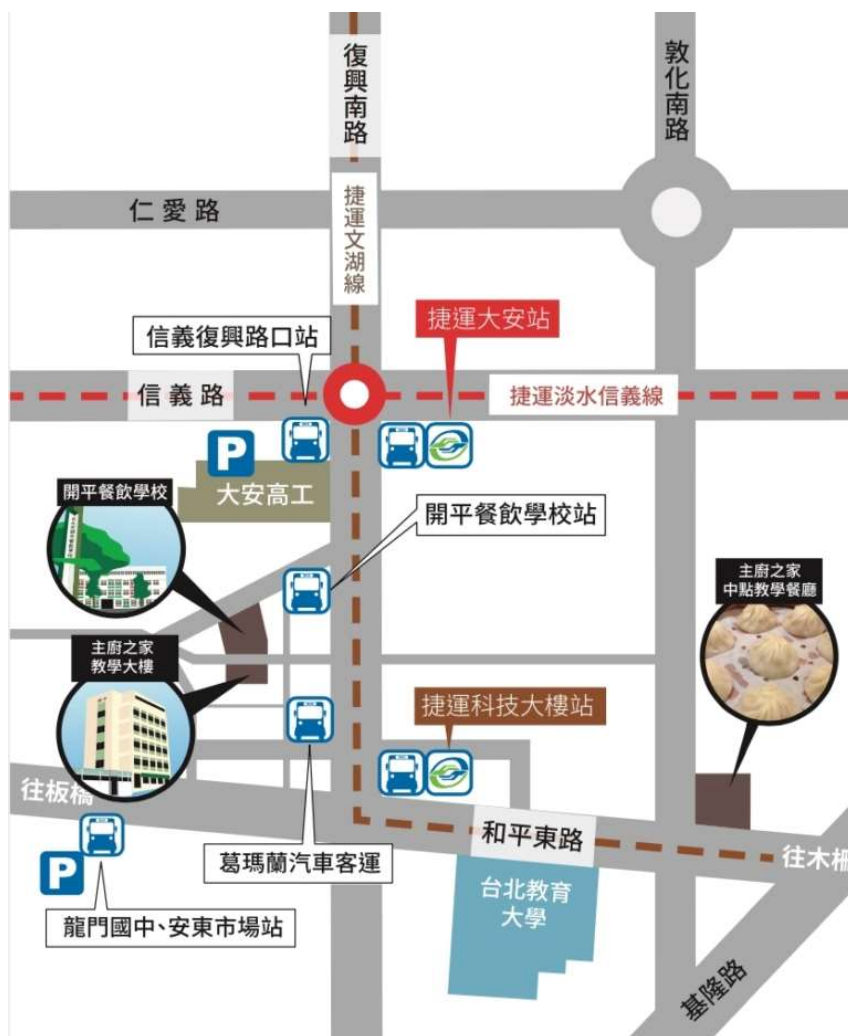 復興南路
敦化南路
仁愛路
捷運文湖線
信義復興路口站
捷運大安站
信義路
捷運淡水信義線
P
大安高工
開平餐飲學校
開平餐飲學校站
主廚之家
中點教學餐廳
主廚之家
教學大樓
捷運科技大樓站
往板橋
和平東路
往木柵
P
葛瑪蘭汽車客運
台北教育
大學
龍門國中、安東市場站
基隆路